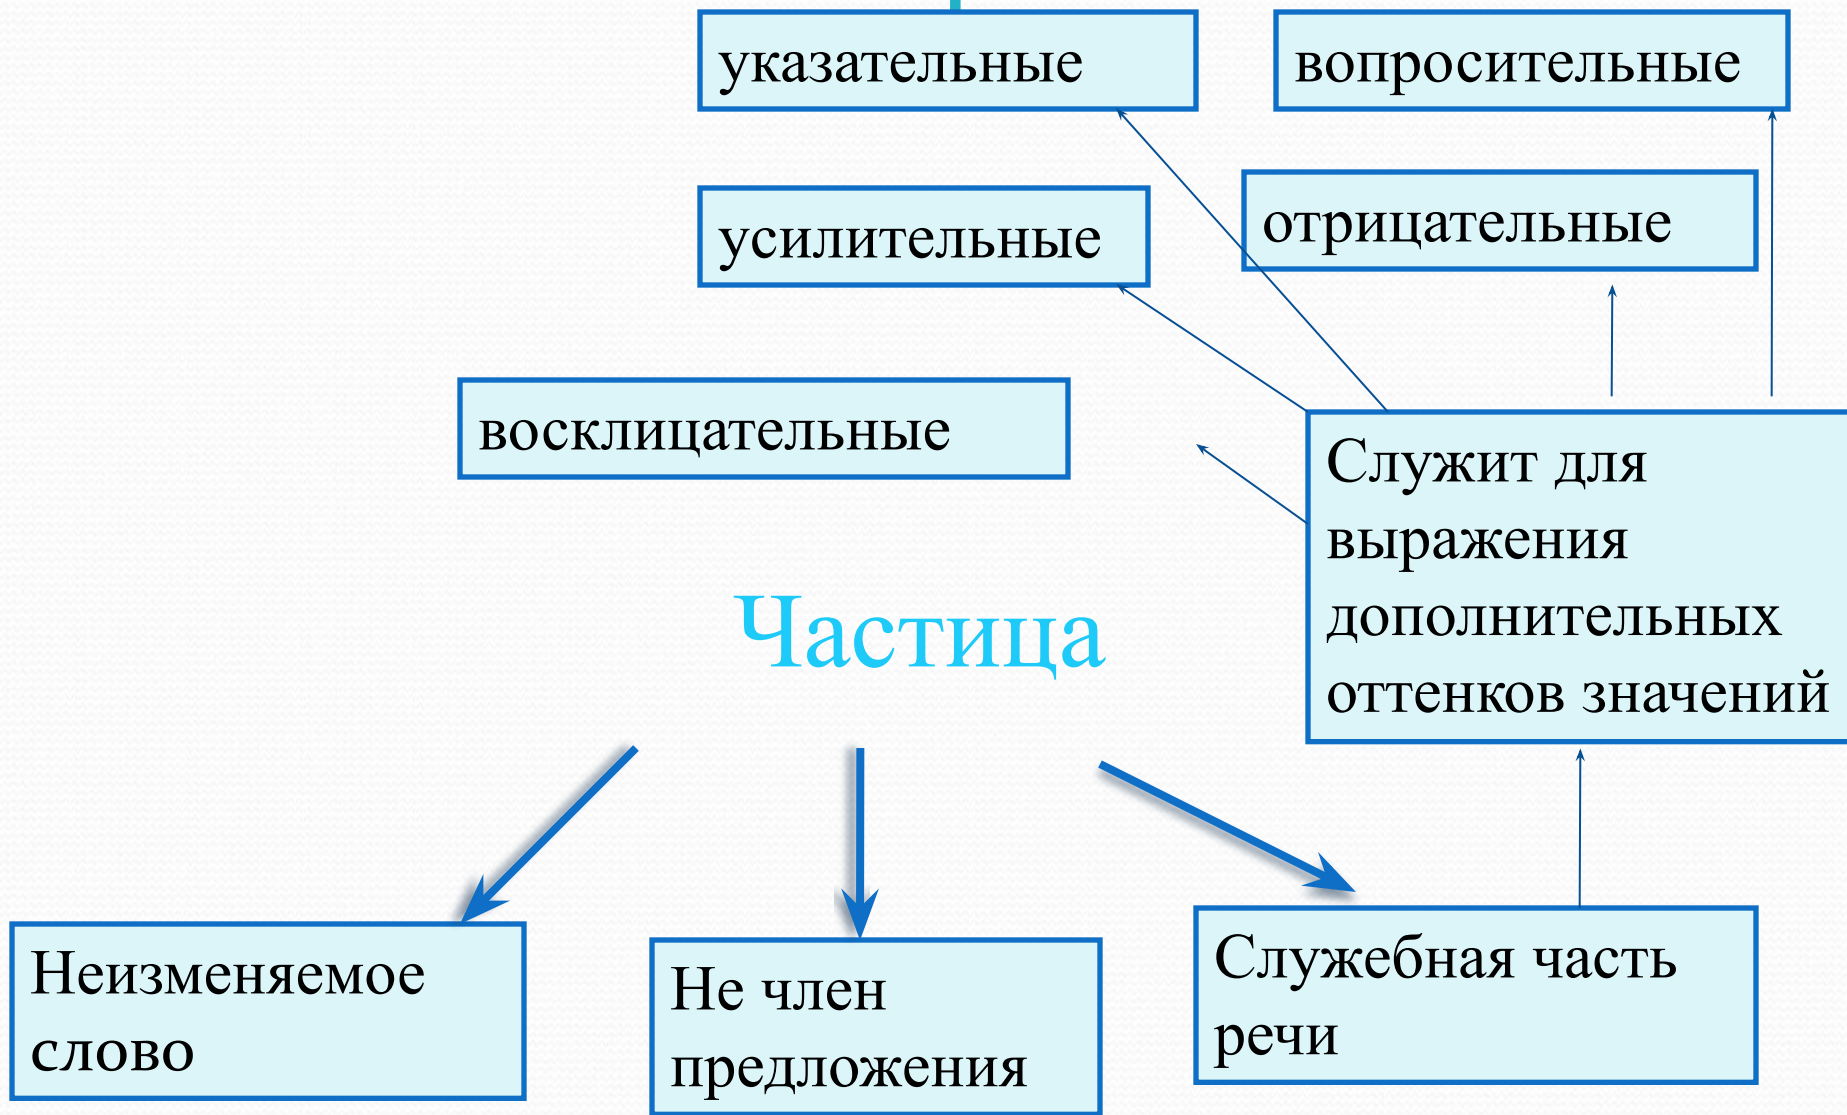 указательные
вопросительные
усилительные
отрицательные
восклицательные
Служит для
выражения
дополнительных
оттенков значений
Частица
Неизменяемое
слово
Не член
предложения
Служебная часть
речи